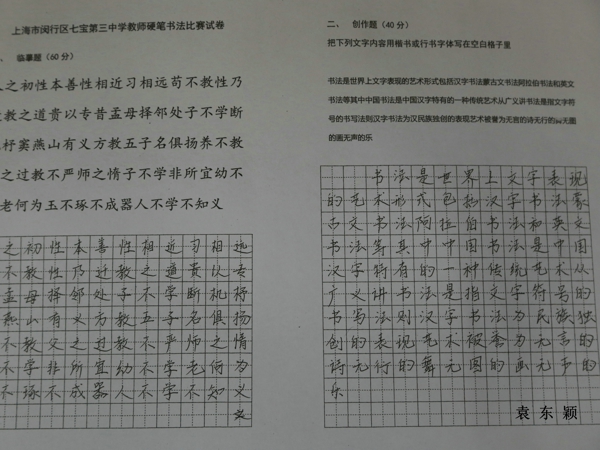 上海市闵行区七宝第三中学教师硬笔书法比赛试卷
临摹题（60分）
之初性本善性相近习相远苟不教性乃
教之道贵以专昔孟母择邻处子不学断
杼窦燕山有义方教五子名俱扬养不教
之过教不严师之惰子不学非所宜幼不
老何为玉不琢不成器人不学不知义
之初性本善性相近习相远
不教性乃迁教之道贵以专
孟母择邻处子不学断机杼
燕山有义方教五子名俱扬
不教父之过教不严师之惰
不学非所宜幼不学老何为
不琢不成器人不学不知义
义
二、 创作题（40分）
把下列文字内容用楷书或行书字体写在空白格子里
书法是世界上文字表现的艺术形式包括汉字书法蒙古文书法阿拉伯书法和英文
书法等其中中国书法是中国汉字特有的一种传统艺术从广义讲书法是指文字符
号的书写法则汉字书法为汉民族独创的表现艺术被誉为无言的诗无行的舞无图
的画无声的乐
书法是世界上文字表现
的艺术形式包括汉字书法蒙
古文书法阿拉伯书法和英文
书法等其中中国书法是中国
汉字特有的一种传统艺术从
广义讲书法是指文字符号的
书写法则汉字书法为民族独
创的表现艺术被誉为无言的
诗无行的舞无图的画无声的
乐
袁东颖